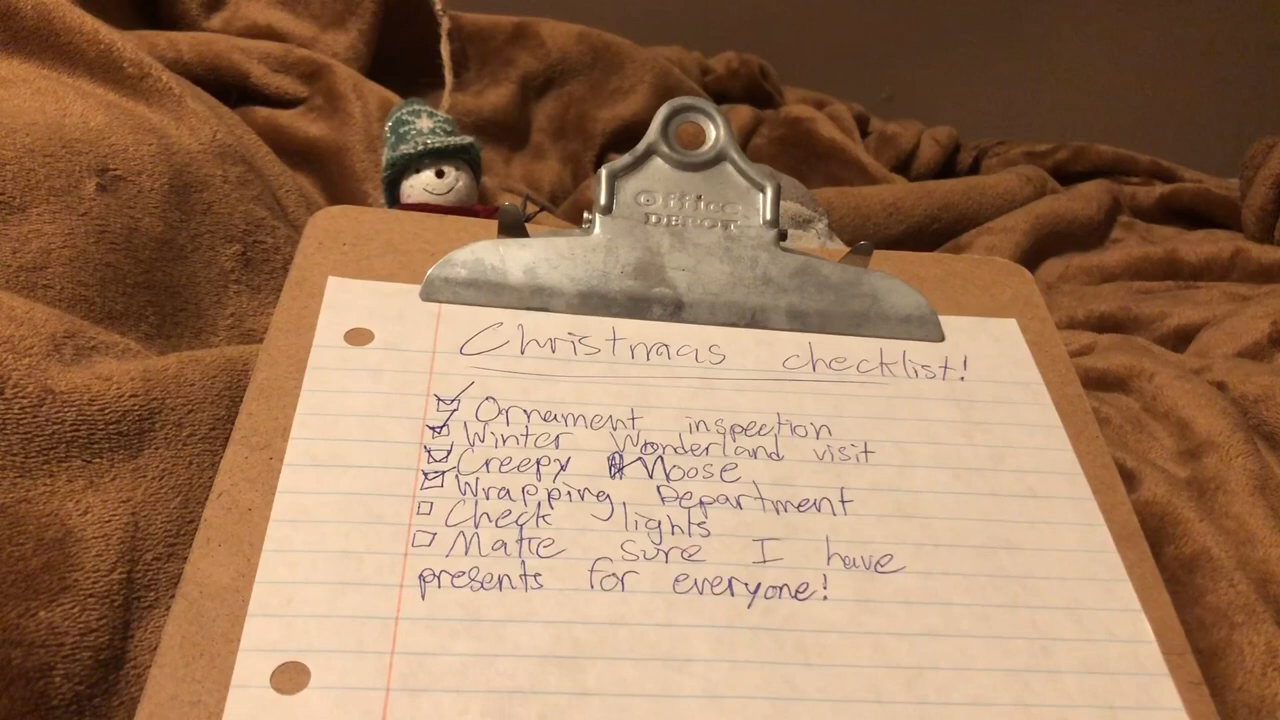 Office
DEPOT
Christmas checklist!
Ornament inspection
Winter Wonderland visit
Creepy Moose
Wrapping Department
Check lights
Make sure I have
presents for everyone!